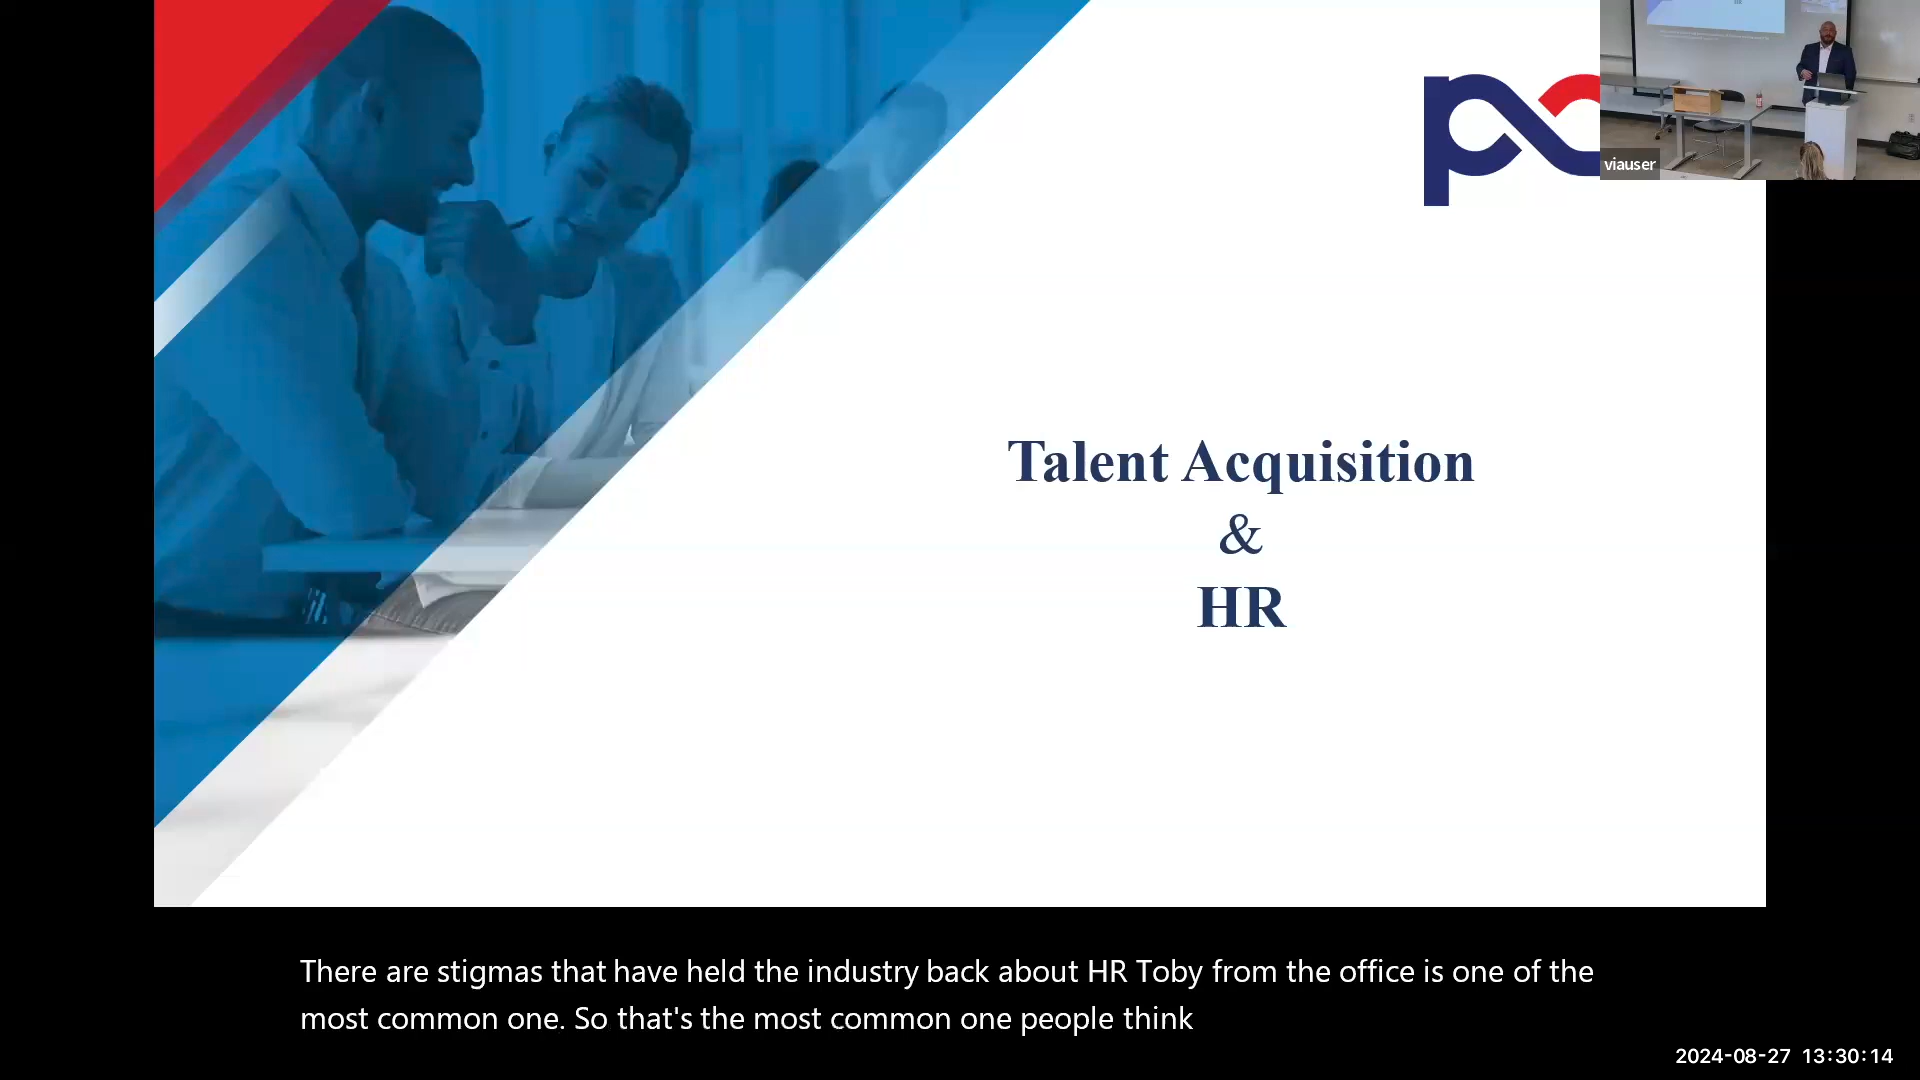 viauser
Talent Acquisition
&
HR
There are stigmas that have held the industry back about HR Toby from the office is one of the
most common one. So that's the most common one people think
2024-08-27 13:30:14